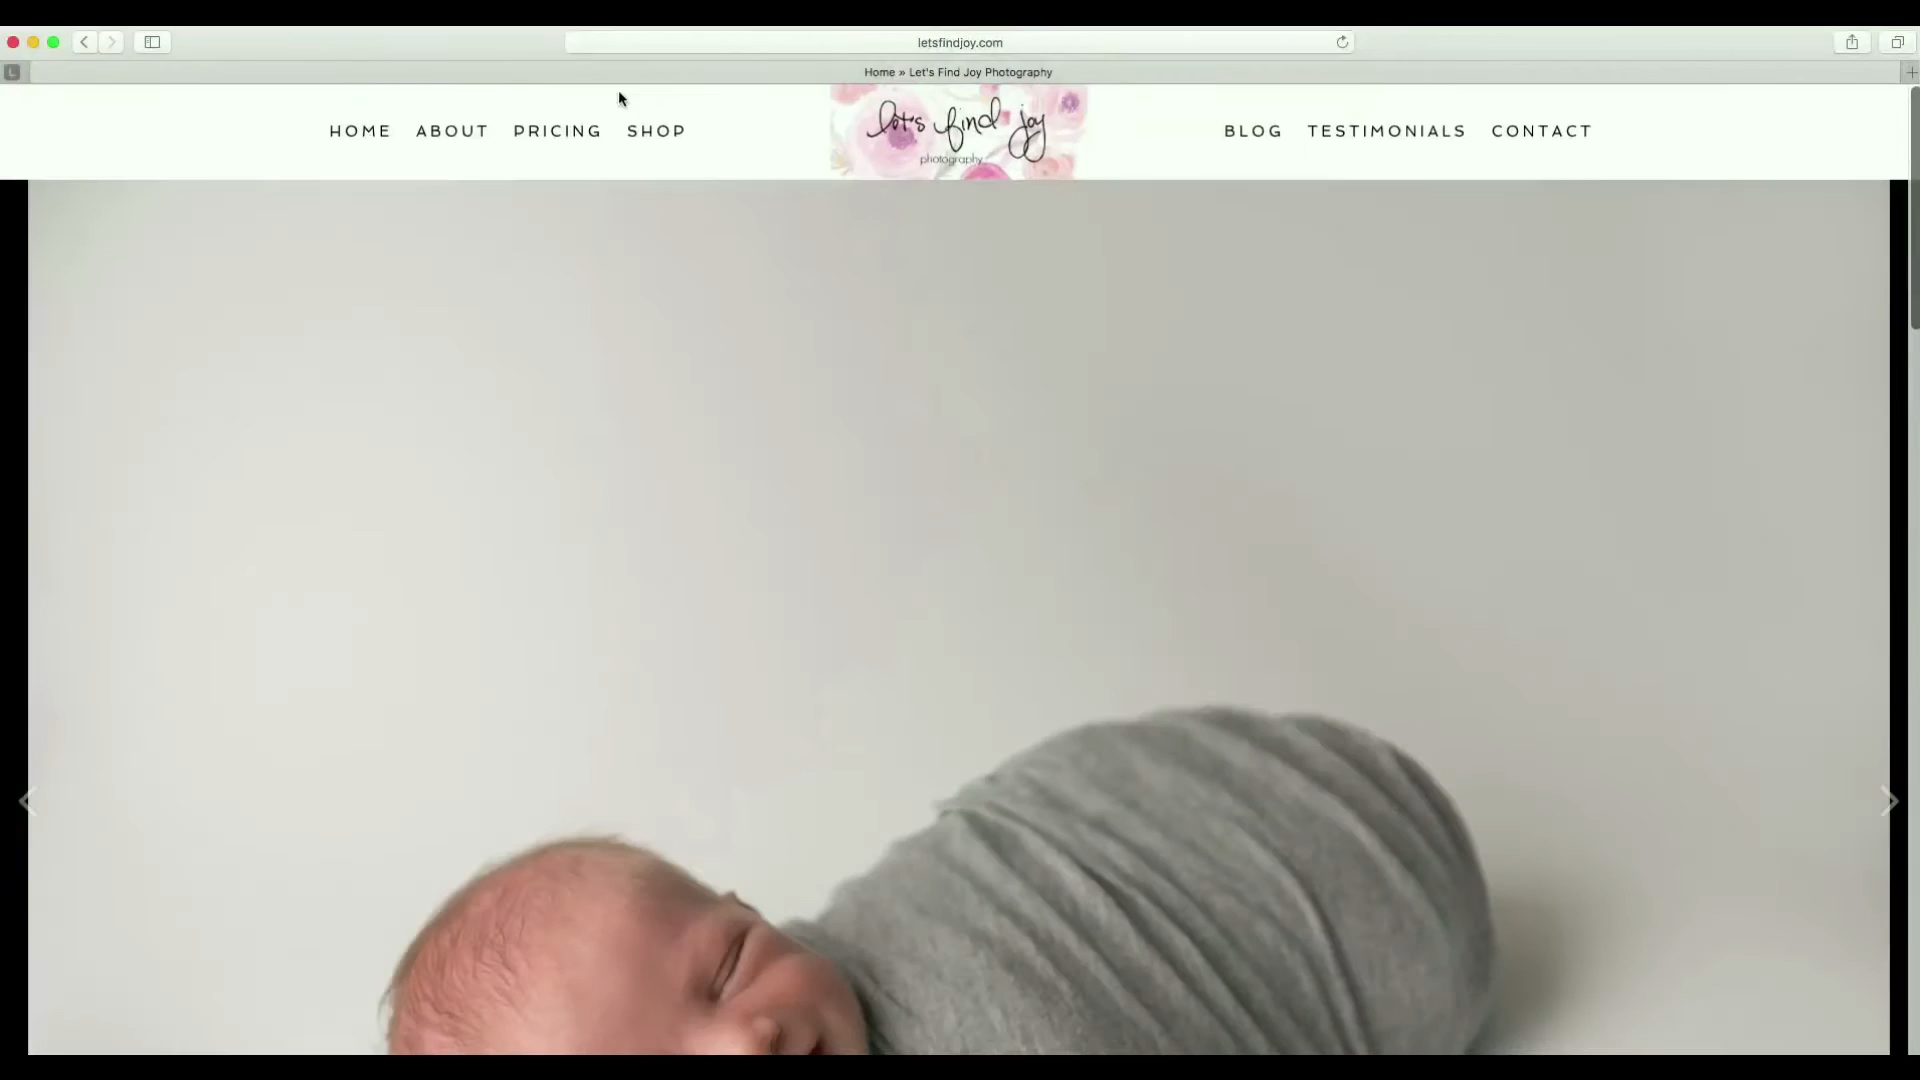 letsfindjoy.com
L
Home » Let's Find Joy Photography
HOME ABOUT PRICING SHOP
let's find joy
photography
BLOG TESTIMONIALS CONTACT